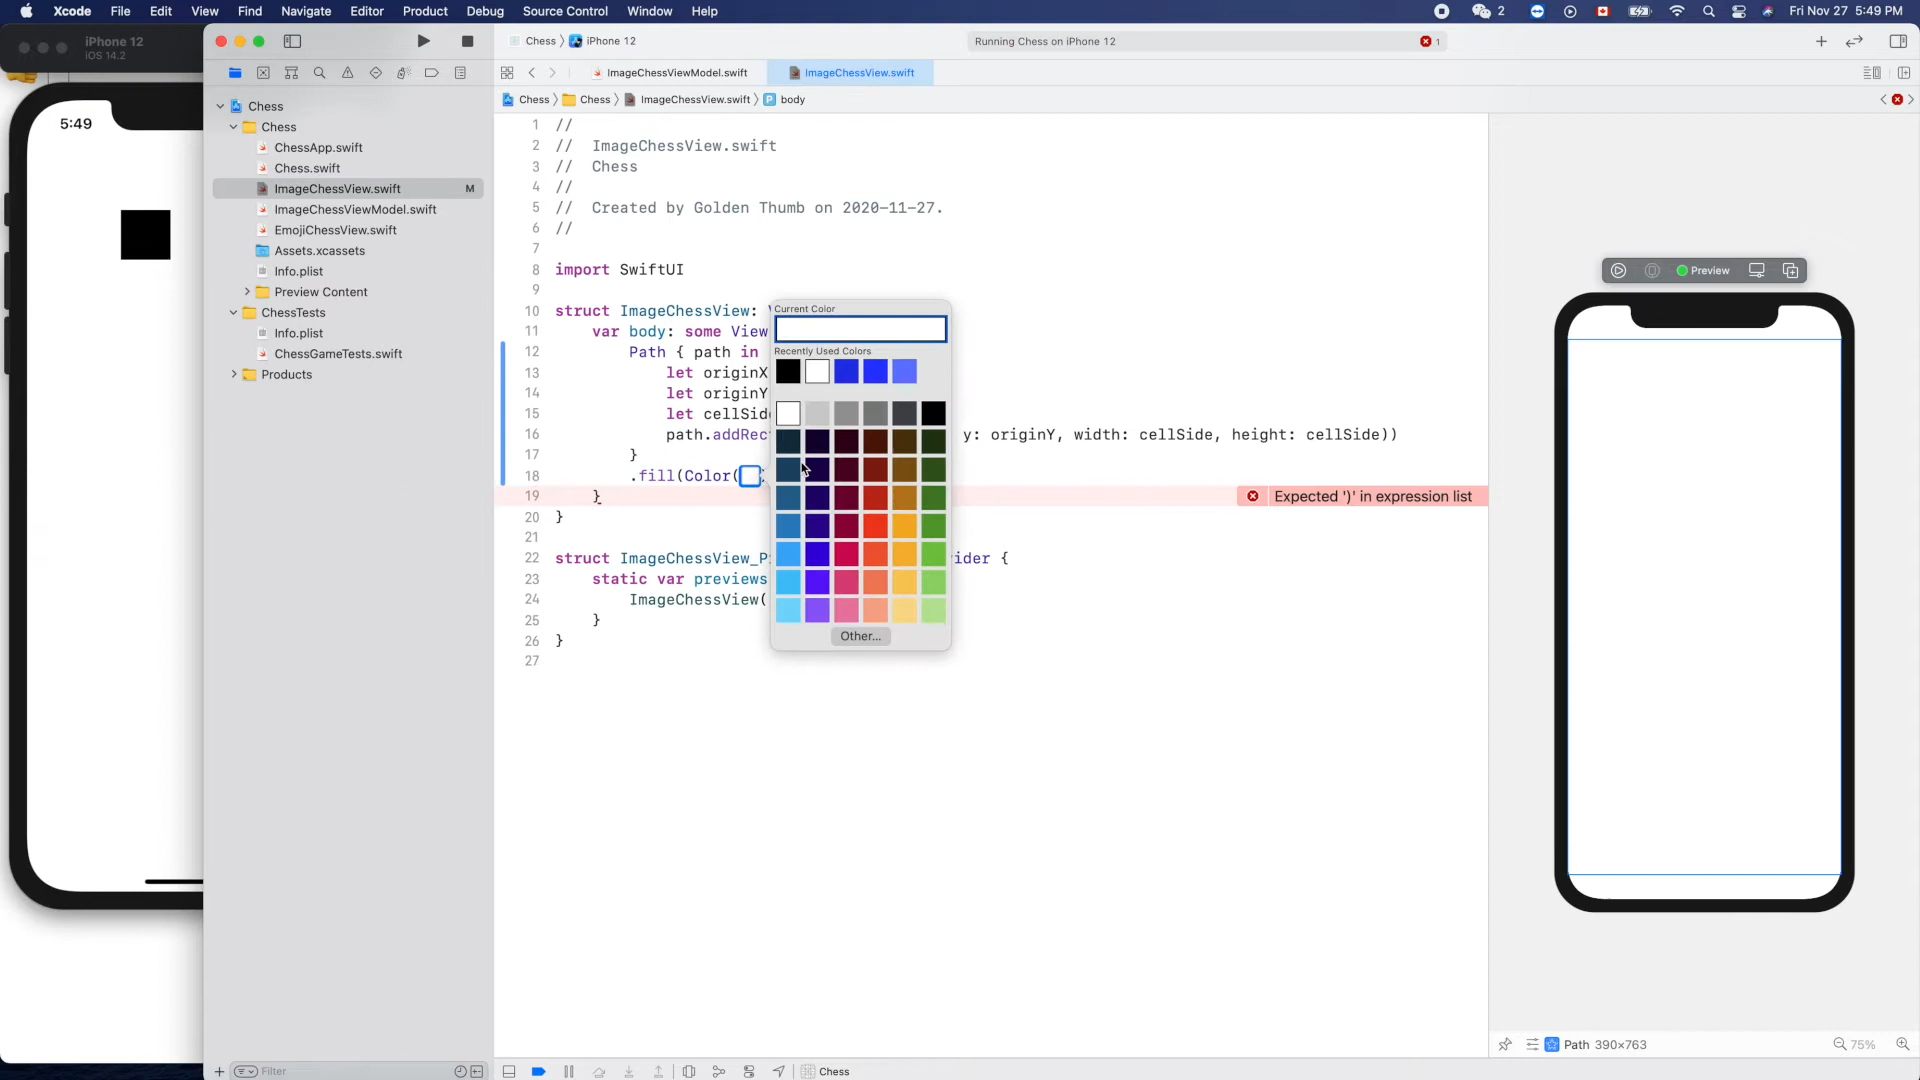 Xcode File Edit View Find Navigate Editor Product Debug Source Control Window Help 2 Fri Nov 27 5:49 PM
iPhone 12
iOS 14.2
Chess iPhone 12
Running Chess on iPhone 12
1
ImageChessViewModel.swift
ImageChessView.swift
Chess Chess ImageChessView.swift P body
5:49
Chess
Chess
ChessApp.swift
Chess.swift
ImageChessView.swift M
ImageChessViewModel.swift
EmojiChessView.swift
Assets.xcassets
Info.plist
Preview Content
ChessTests
Info.plist
ChessGameTests.swift
Products
1 //
2 // ImageChessView.swift
3 // Chess
4 //
5 // Created by Golden Thumb on 2020-11-27.
6 //
7
8 import SwiftUI
9
10 struct ImageChessView:
11 var body: some View
12 Path { path in
13 let originX
14 let originY
15 let cellSide
16 path.addRec y: originY, width: cellSide, height: cellSide))
17 }
18 .fill(Color(
19 } Expected ')' in expression list
20 }
21
22 struct ImageChessView_P ider {
23 static var previews
24 ImageChessView(
25 }
26 }
27
Current Color
Recently Used Colors
Other...
Preview
Path 390×763
75%
Filter
Chess